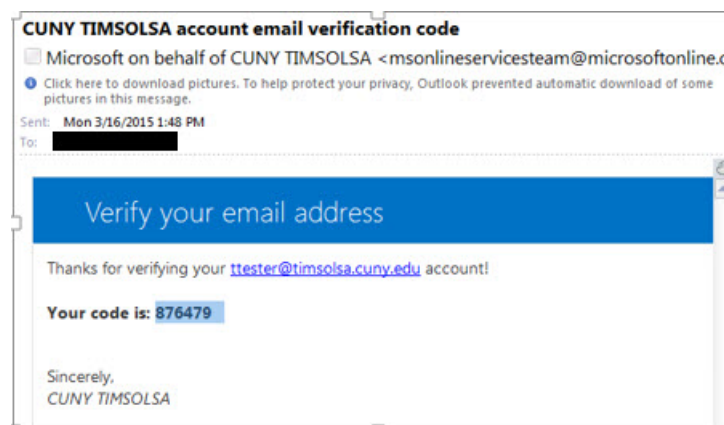 CUNY TIMSOLSA account email verification code
Microsoft on behalf of CUNY TIMSOLSA <msonlineservicesteam@microsoftonline.c
Click here to download pictures. To help protect your privacy, Outlook prevented automatic download of some
pictures in this message.
Sent: Mon 3/16/2015 1:48 PM
To:
Verify your email address
Thanks for verifying your ttester@timsolsa.cuny.edu account!
Your code is: 876479
Sincerely,
CUNY TIMSOLSA